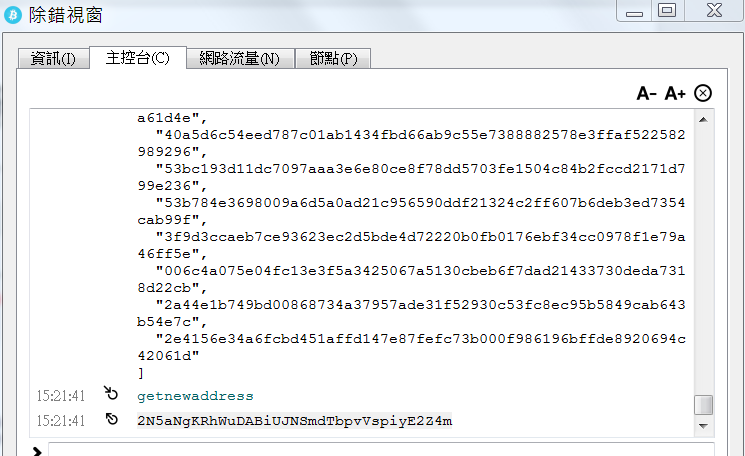 除錯視窗
資訊(I) 主控台(C) 網路流量(N) 節點(P)
A- A+
a61d4e",
"40a5d6c54eed787c01ab1434fbd66ab9c55e7388882578e3ffaf522582
989296",
"53bc193d11dc7097aaa3e6e80ce8f78dd5703fe1504c84b2fccd2171d7
99e236",
"53b784e3698009a6d5a0ad21c956590ddf21324c2ff607b6deb3ed7354
cab99f",
"3f9d3ccaeb7ce93623ec2d5bde4d72220b0fb0176ebf34cc0978f1e79a
46ff5e",
"006c4a075e04fc13e3f5a3425067a5130cbeb6f7dad21433730deda731
8d22cb",
"2a44e1b749bd00868734a37957ade31f52930c53fc8ec95b5849cab643
b54e7c",
"2e4156e34a6fcbd451affd147e87fefc73b000f986196bffde8920694c
42061d"
]
15:21:41 getnewaddress
15:21:41 2N5aNgKRhWuDABiUJNSmdTbpvVspiyE2Z4m